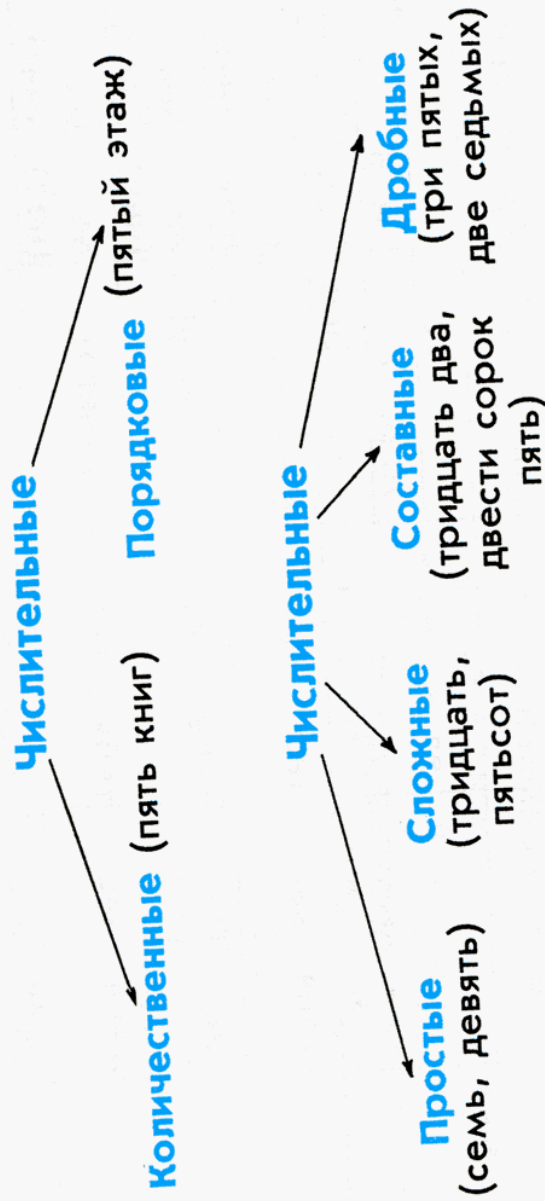 Числительные
Количественные (пять книг)
Порядковые (пятый этаж)
Числительные
Простые
(семь, девять)
Сложные
(тридцать,
пятьсот)
Составные
(тридцать два,
двести сорок
пять)
Дробные
(три пятых,
две седьмых)